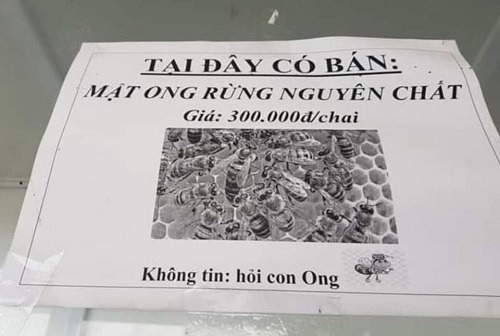 TẠI ĐÂY CÓ BÁN:
MẬT ONG RỪNG NGUYÊN CHẤT
Giá: 300.000đ/chai
Không tin: hỏi con Ong